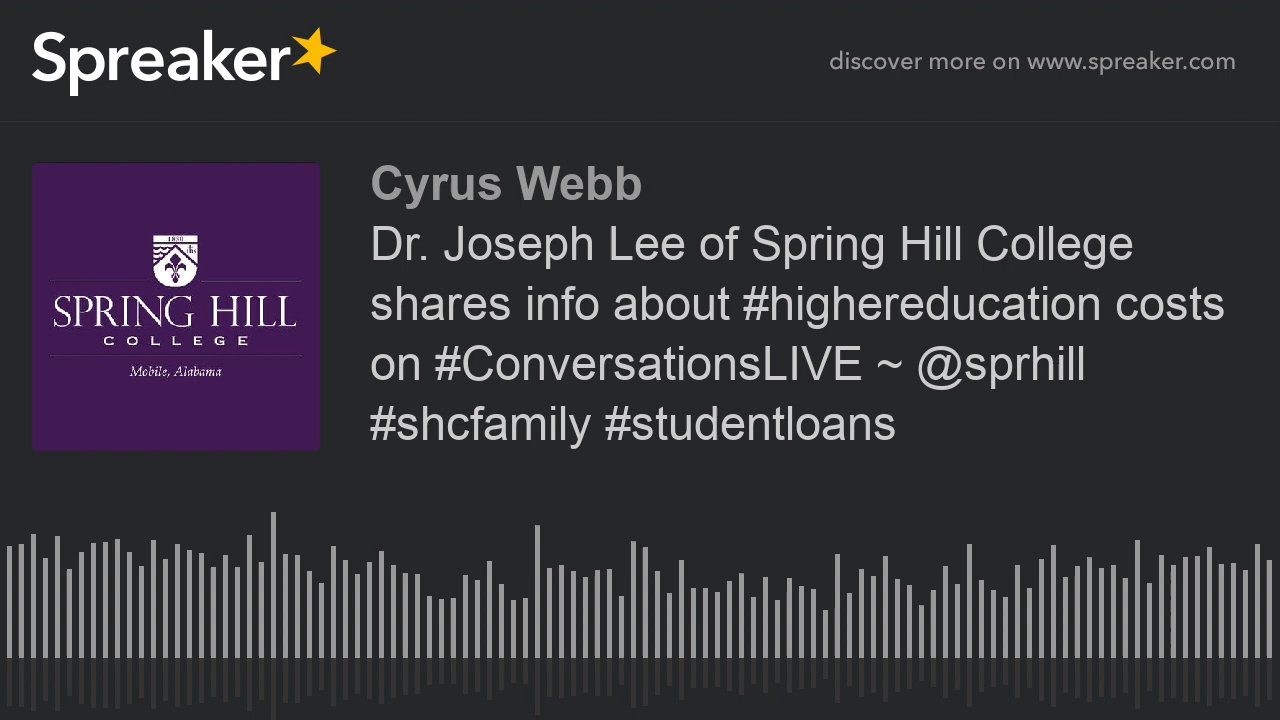 Spreaker
discover more on www.spreaker.com
1830
SPRING HILL
COLLEGE
Mobile, Alabama
Cyrus Webb
Dr. Joseph Lee of Spring Hill College
shares info about #highereducation costs
on #ConversationsLIVE ~ @sprhill
#shcfamily #studentloans